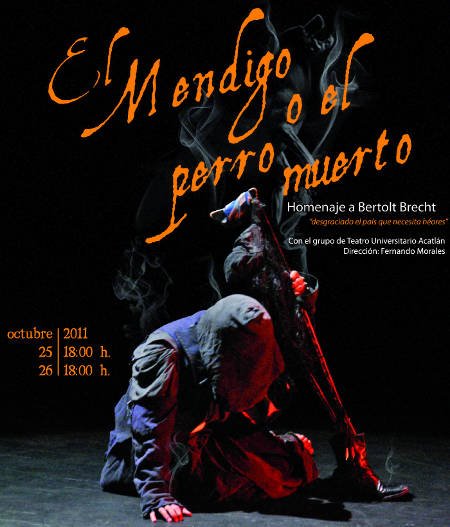 El Mendigo
o el
perro muerto
Homenaje a Bertolt Brecht
"desgraciado el país que necesita héores"
Con el grupo de Teatro Universitario Acatlán
Dirección: Fernando Morales
octubre 2011
25 18:00 h.
26 18:00 h.